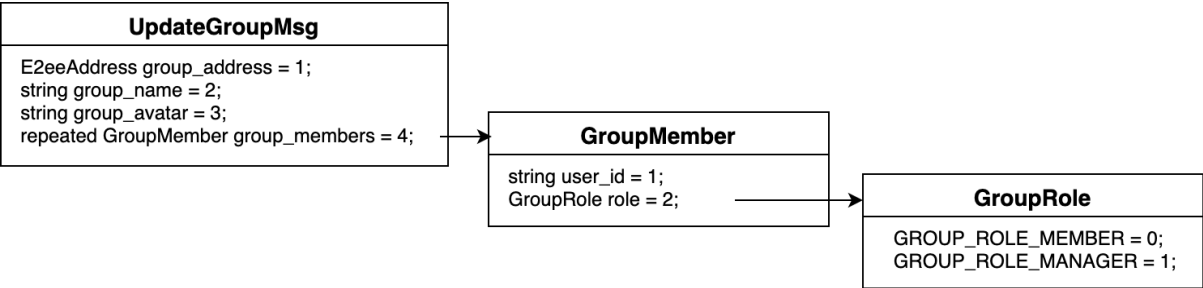 UpdateGroupMsg
E2eeAddress group_address = 1;
string group_name = 2;
string group_avatar = 3;
repeated GroupMember group_members = 4;
GroupMember
string user_id = 1;
GroupRole role = 2;
GroupRole
GROUP_ROLE_MEMBER = 0;
GROUP_ROLE_MANAGER = 1;